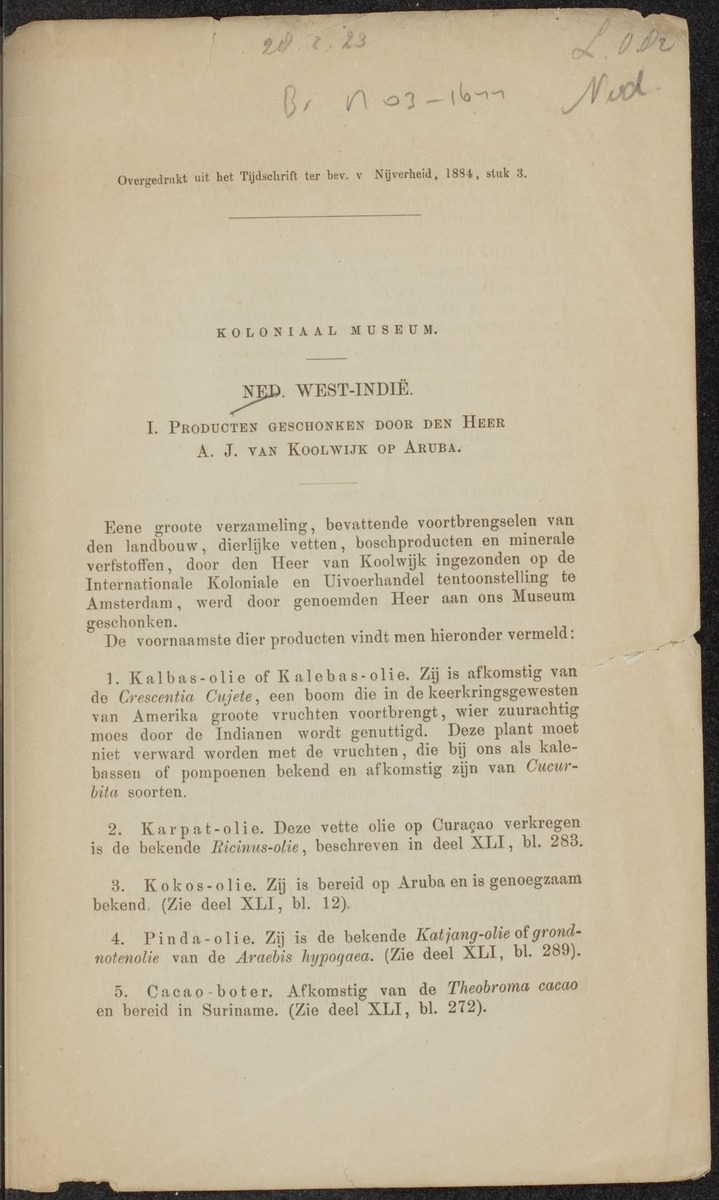 28.2.23
L. O 82
Br N 03-1611
Ned.
Overgedrukt uit het Tijdschrift ter bev. v Nijverheid, 1884, stuk 3.
KOLONIAAL MUSEUM.
NED. WEST-INDIË.
I. PRODUCTEN GESCHONKEN DOOR DEN HEER
A. J. VAN KOOLWIJK OP ARUBA.
Eene groote verzameling, bevattende voortbrengselen van
den landbouw, dierlijke vetten, boschproducten en minerale
verfstoffen, door den Heer van Koolwijk ingezonden op de
Internationale Koloniale en Uivoerhandel tentoonstelling te
Amsterdam, werd door genoemden Heer aan ons Museum
geschonken.
De voornaamste dier producten vindt men hieronder vermeld:
1. Kalbas-olie of Kalebas-olie. Zij is afkomstig van
de Crescentia Cujete, een boom die in de keerkringsgewesten
van Amerika groote vruchten voortbrengt, wier zuurachtig
moes door de Indianen wordt genuttigd. Deze plant moet
niet verward worden met de vruchten, die bij ons als kale-
bassen of pompoenen bekend en afkomstig zijn van Cucur-
bita soorten.
2. Karpat-olie. Deze vette olie op Curaçao verkregen
is de bekende Ricinus-olie, beschreven in deel XLI, bl. 283.
3. Kokos-olie. Zij is bereid op Aruba en is genoegzaam
bekend. (Zie deel XLI, bl. 12).
4. Pinda-olie. Zij is de bekende Katjang-olie of grond-
notenolie van de Araebis hypogaea. (Zie deel XLI, bl. 289).
5. Cacao-boter. Afkomstig van de Theobroma cacao
en bereid in Suriname. (Zie deel XLI, bl. 272).